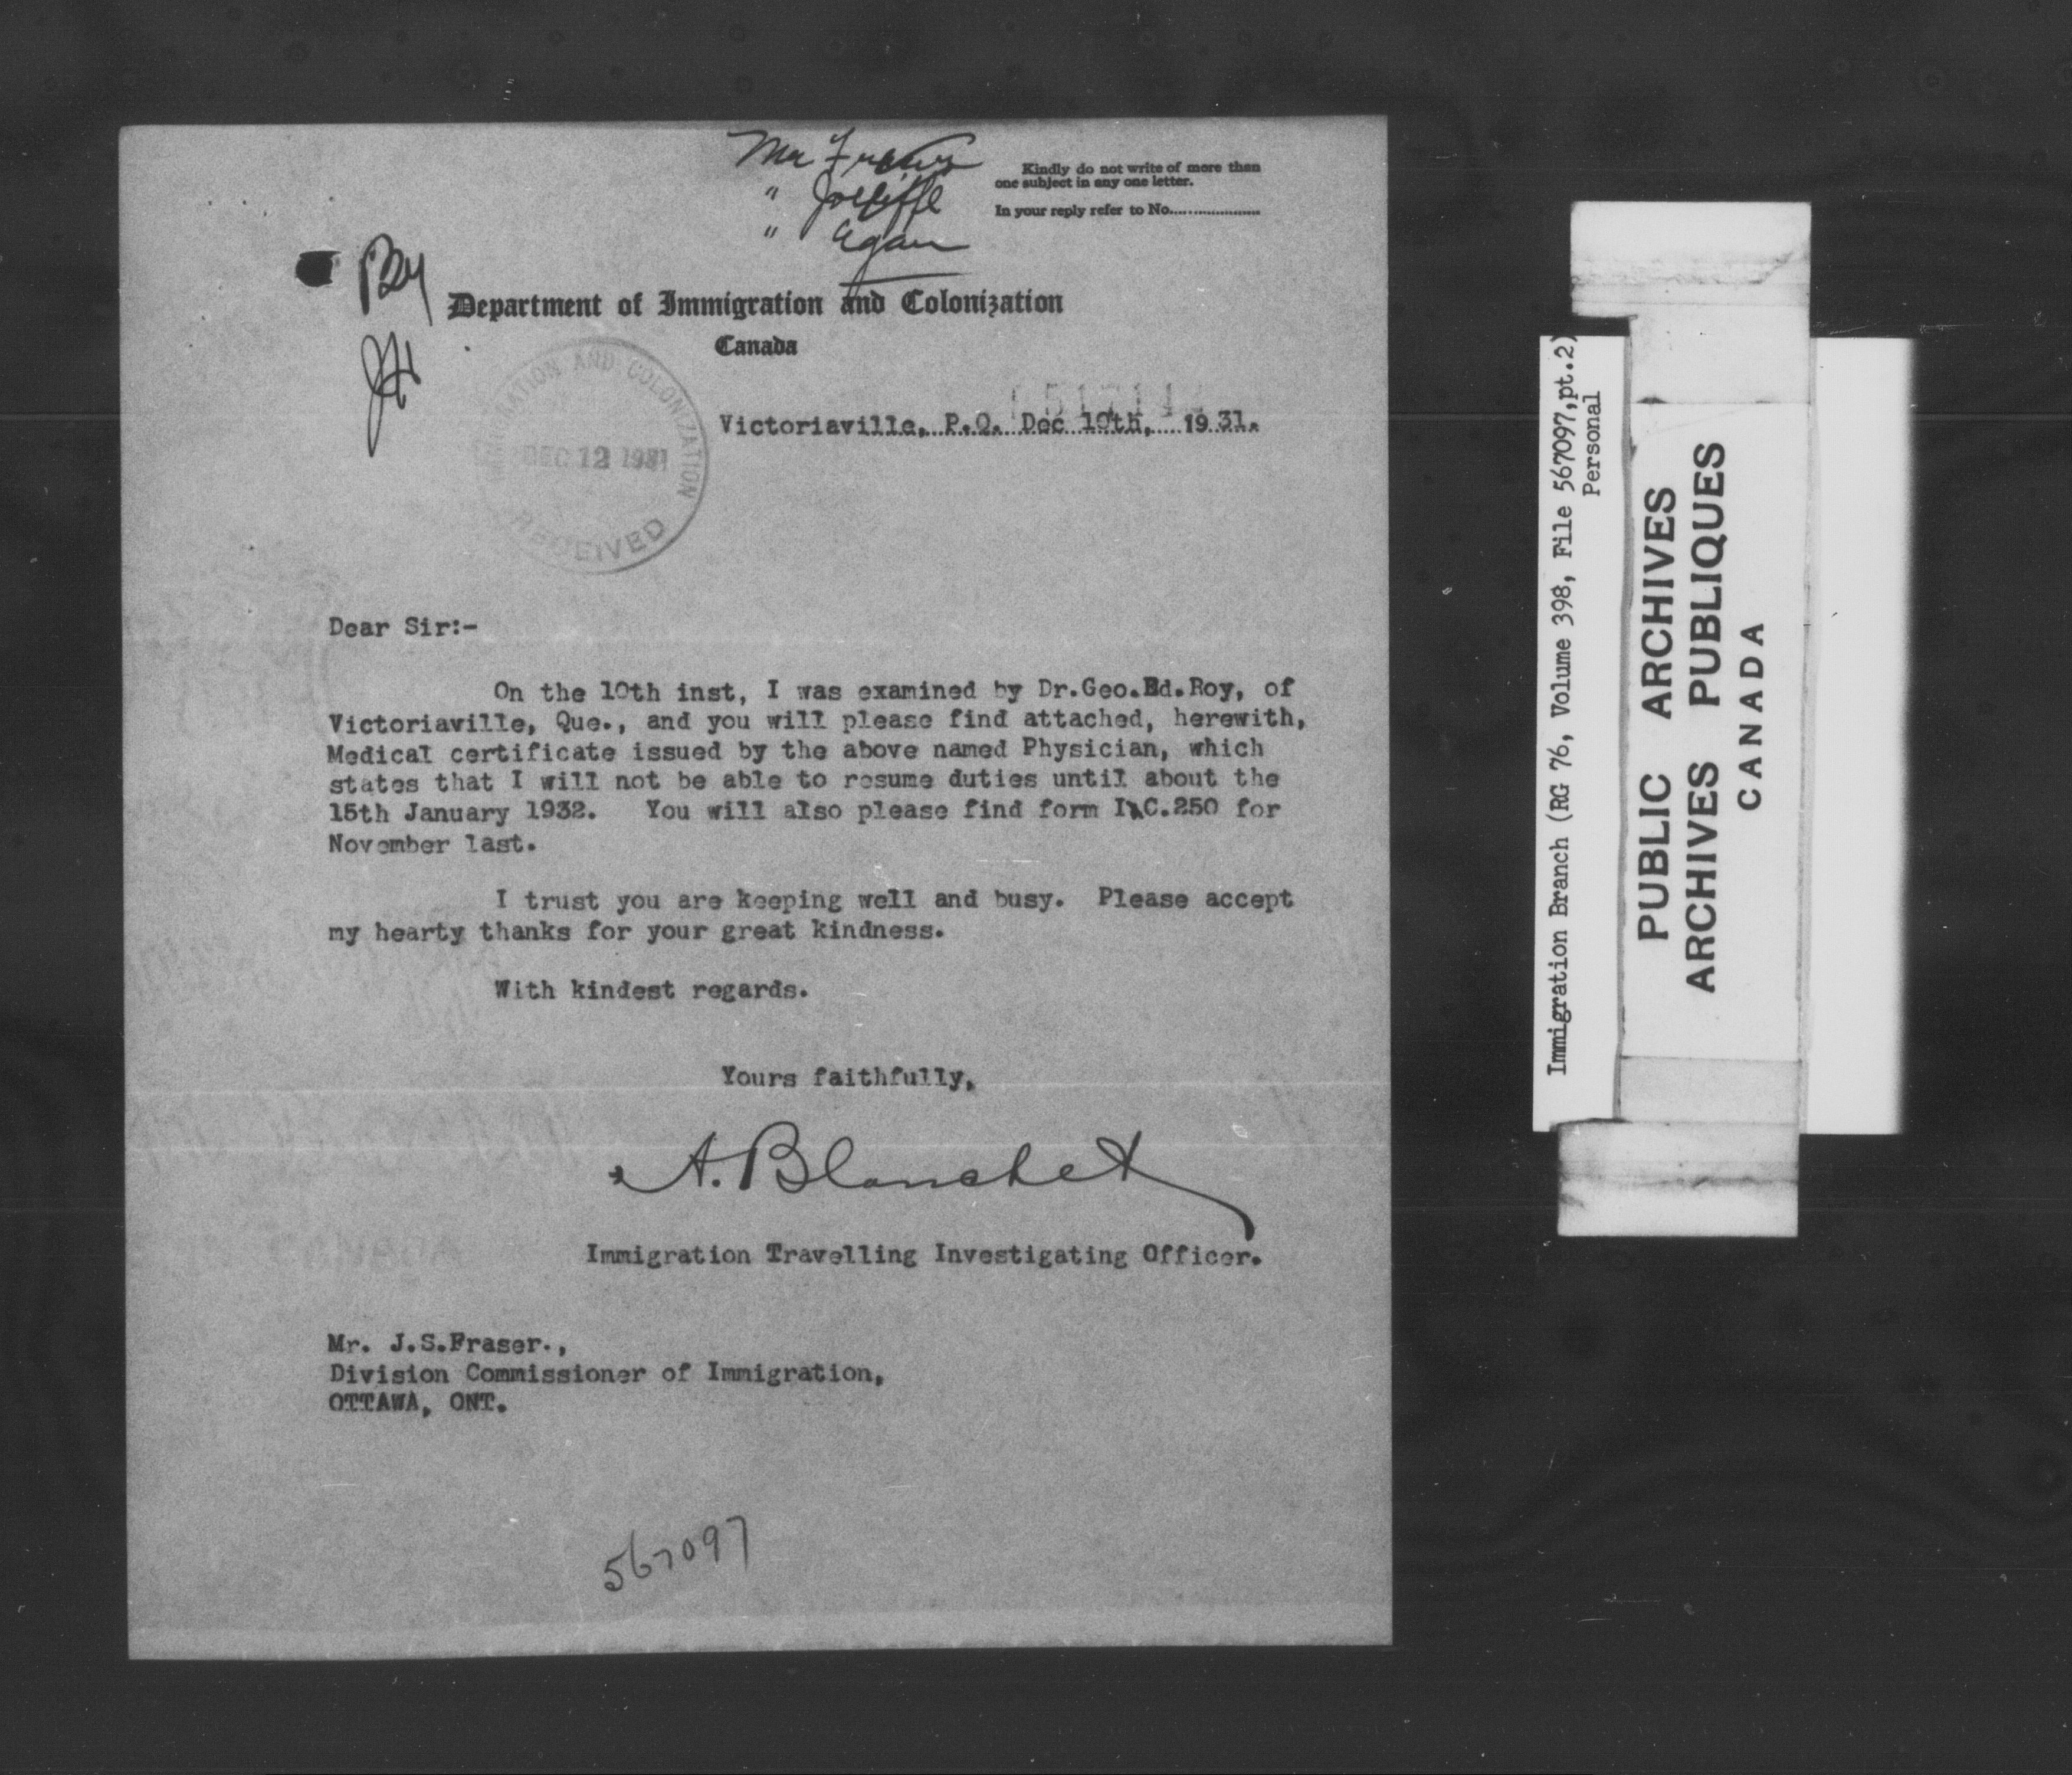 Mr Fraser
" Jolliffe
" Egan
Kindly do not write of more than
one subject in any one letter.
In your reply refer to No....................
Department of Immigration and Colonization
Canada
IMMIGRATION AND COLONIZATION
DEC 12 1931
RECEIVED
Victoriaville, P.Q. Dec 10th, 1931.
Dear Sir:-
On the 10th inst, I was examined by Dr.Geo.Ed.Roy, of
Victoriaville, Que., and you will please find attached, herewith,
Medical certificate issued by the above named Physician, which
states that I will not be able to resume duties until about the
15th January 1932. You will also please find form I.C.250 for
November last.
I trust you are keeping well and busy. Please accept
my hearty thanks for your great kindness.
With kindest regards.
Yours faithfully,
A. Blanchet
Immigration Travelling Investigating Officer.
Mr. J.S.Fraser.,
Division Commissioner of Immigration,
OTTAWA, ONT.
567097
Immigration Branch (RG 76, Volume 398, File 567097,pt.2)
Personal
PUBLIC ARCHIVES
ARCHIVES PUBLIQUES
CANADA